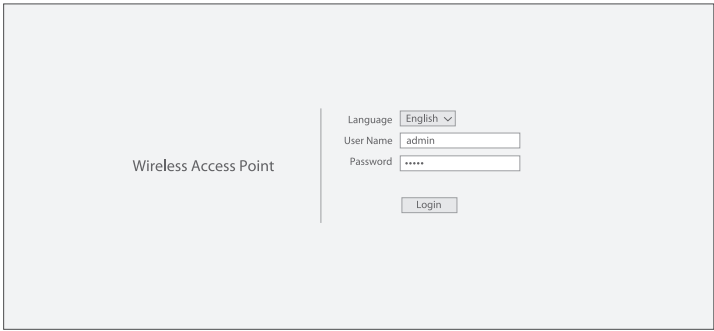 Wireless Access Point
Language English
User Name admin
Password •••••
Login